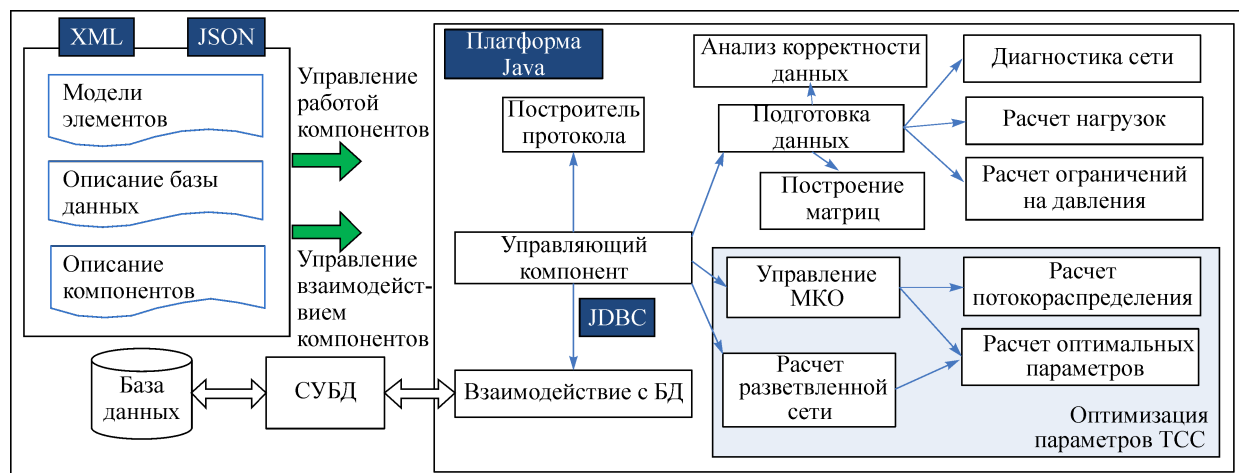 XML
JSON
Модели
элементов
Описание базы
данных
Описание
компонентов
Управление
работой
компонентов
Управление
взаимодейст-
вием
компонентов
База
данных
СУБД
Платформа
Java
Построитель
протокола
Управляющий
компонент
JDBC
Взаимодействие с БД
Анализ корректности
данных
Подготовка
данных
Построение
матриц
Диагностика сети
Расчет нагрузок
Расчет ограничений
на давления
Управление
МКО
Расчет
потокораспределения
Расчет
разветвленной
сети
Расчет оптимальных
параметров
Оптимизация
параметров ТСС